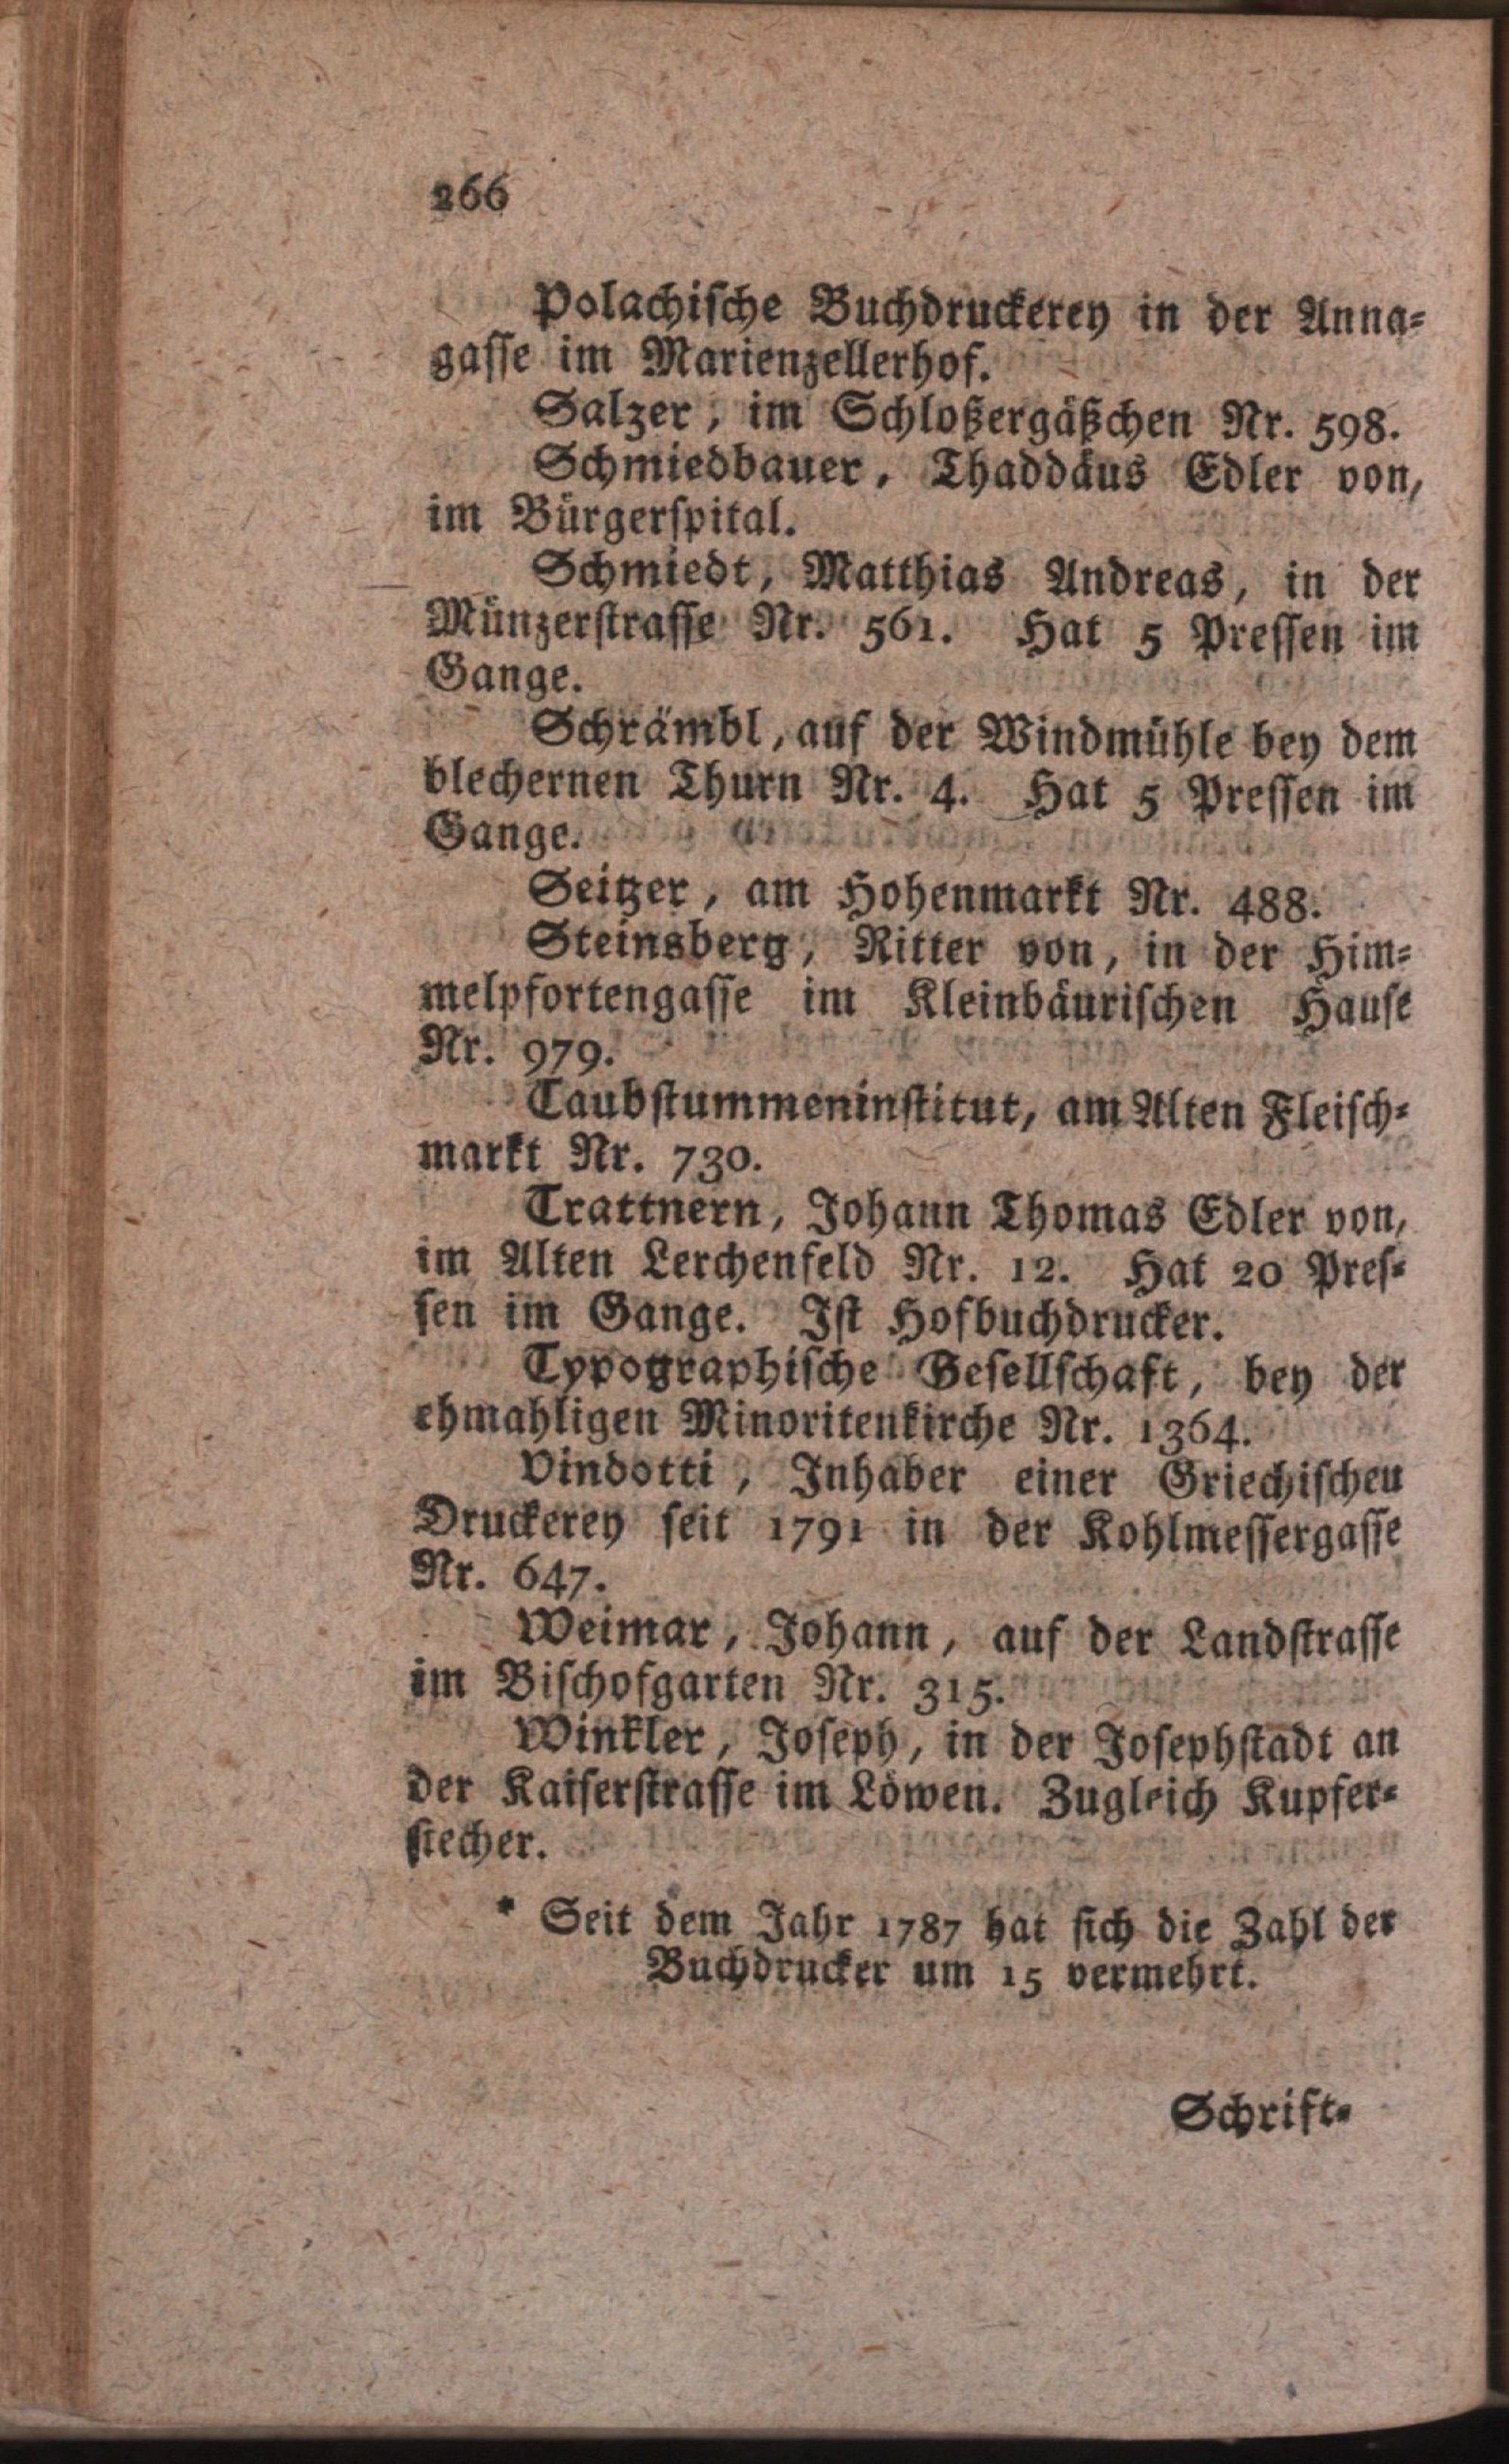 266
Polachische Buchdruckerey in der Anna-
gasse im Marienzellerhof.
Salzer, im Schloßergäßchen Nr. 598.
Schmiedbauer, Thaddäus Edler von,
im Bürgerspital.
Schmiedt, Matthias Andreas, in der
Münzerstrasse Nr. 561. Hat 5 Pressen im
Gange.
Schrämbl, auf der Windmühle bey dem
blechernen Thurn Nr. 4. Hat 5 Pressen im
Gange.
Seitzer, am Hohenmarkt Nr. 488.
Steinsberg, Ritter von, in der Him-
melpfortengasse im Kleinbäurischen Hause
Nr. 979.
Taubstummeninstitut, am Alten Fleisch-
markt Nr. 730.
Trattnern, Johann Thomas Edler von,
im Alten Lerchenfeld Nr. 12. Hat 20 Pres-
sen im Gange. Ist Hofbuchdrucker.
Typographische Gesellschaft, bey der
ehmahligen Minoritenkirche Nr. 1364.
Vindotti, Inhaber einer Griechischen
Druckerey seit 1791 in der Kohlmessergasse
Nr. 647.
Weimar, Johann, auf der Landstrasse
im Bischofgarten Nr. 315.
Winkler, Joseph, in der Josephstadt an
der Kaiserstrasse im Löwen. Zugleich Kupfer-
stecher.
* Seit dem Jahr 1787 hat sich die Zahl der
Buchdrucker um 15 vermehrt.
Schrift-